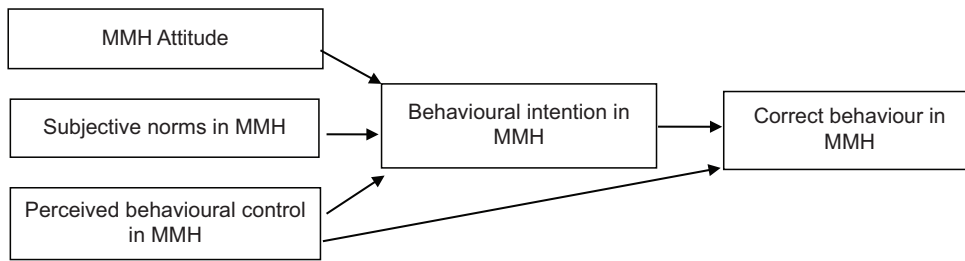 MMH Attitude
Subjective norms in MMH
Perceived behavioural control
in MMH
Behavioural intention in
MMH
Correct behaviour in
MMH